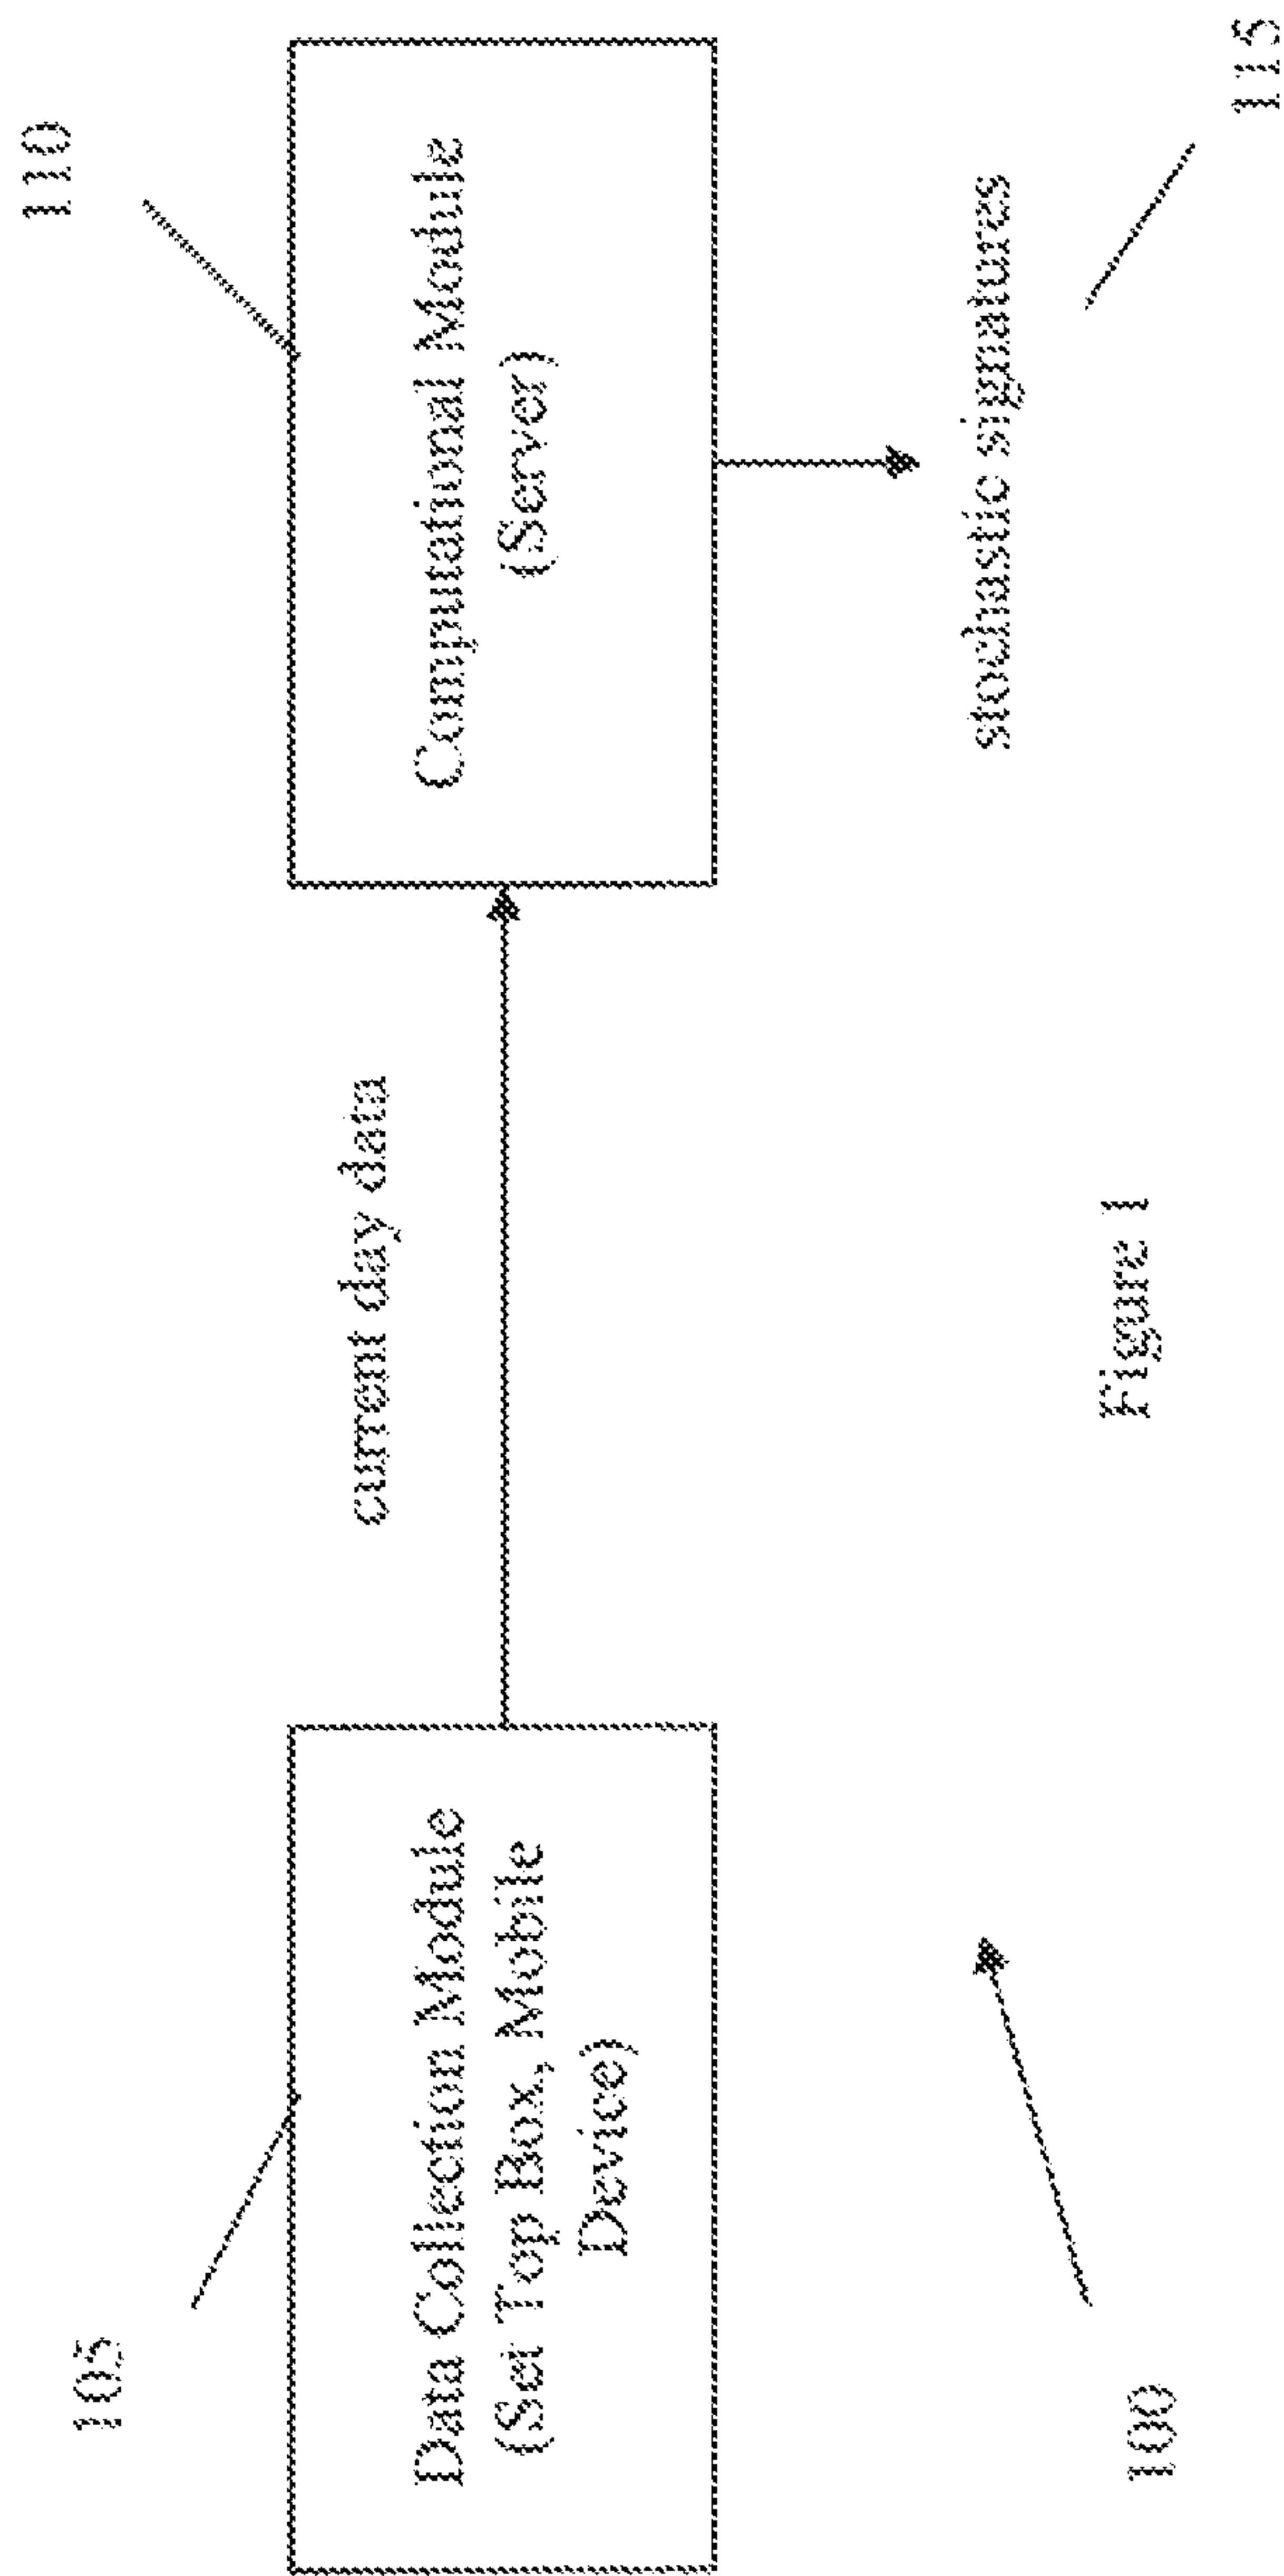 105
110
Data Collection Module
(Set Top Box, Mobile
Device)
current day data
Computational Module
(Server)
stochastic signatures
115
100
Figure 1